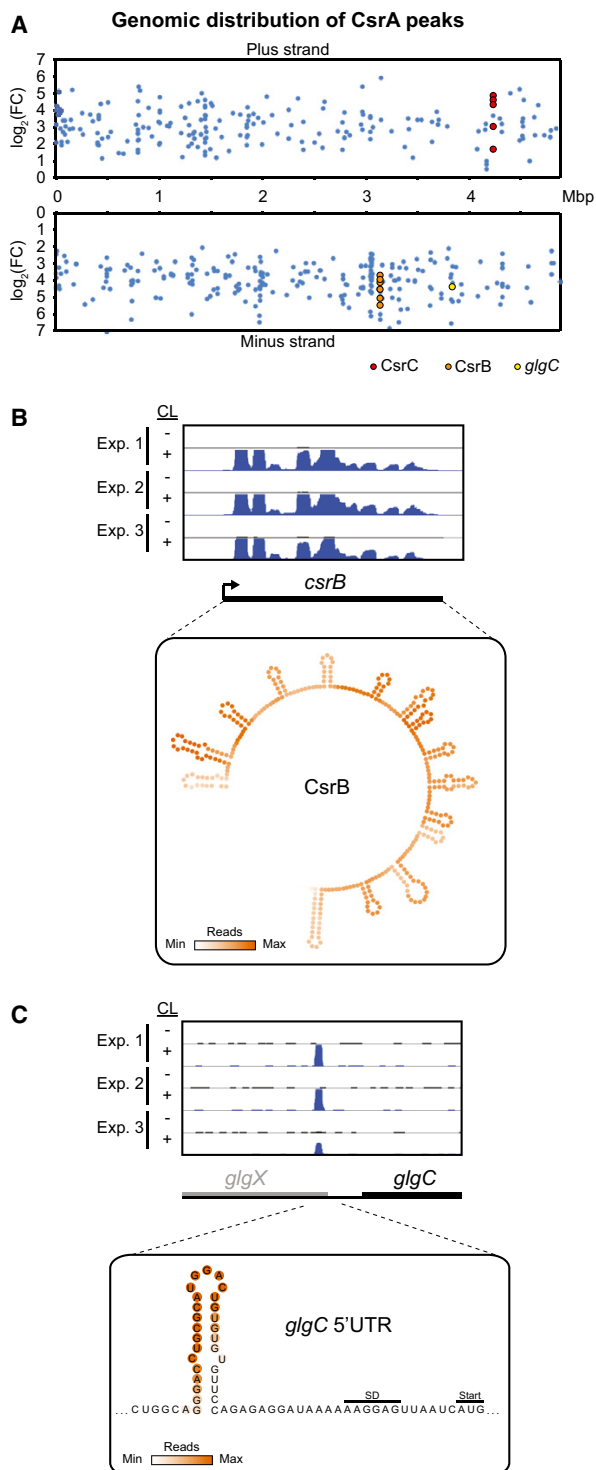 A
Genomic distribution of CsrA peaks
Plus strand
log2(FC)
7
6
5
4
3
2
1
0
0 1 2 3 4 Mbp
log2(FC)
0
1
2
3
4
5
6
7
Minus strand
CsrC CsrB glgC
B
CL
Exp. 1 - +
Exp. 2 - +
Exp. 3 - +
csrB
CsrB
Reads
Min Max
C
CL
Exp. 1 - +
Exp. 2 - +
Exp. 3 - +
glgX glgC
G G
U A C
A U
C G
G U
C G
G U
U G
C U
C G
A U
G U
G C
glgC 5'UTR
SD Start
...CUGGCAG CAGAGAGGAUAAAAAAGGAGUUAAUCAUG...
Reads
Min Max